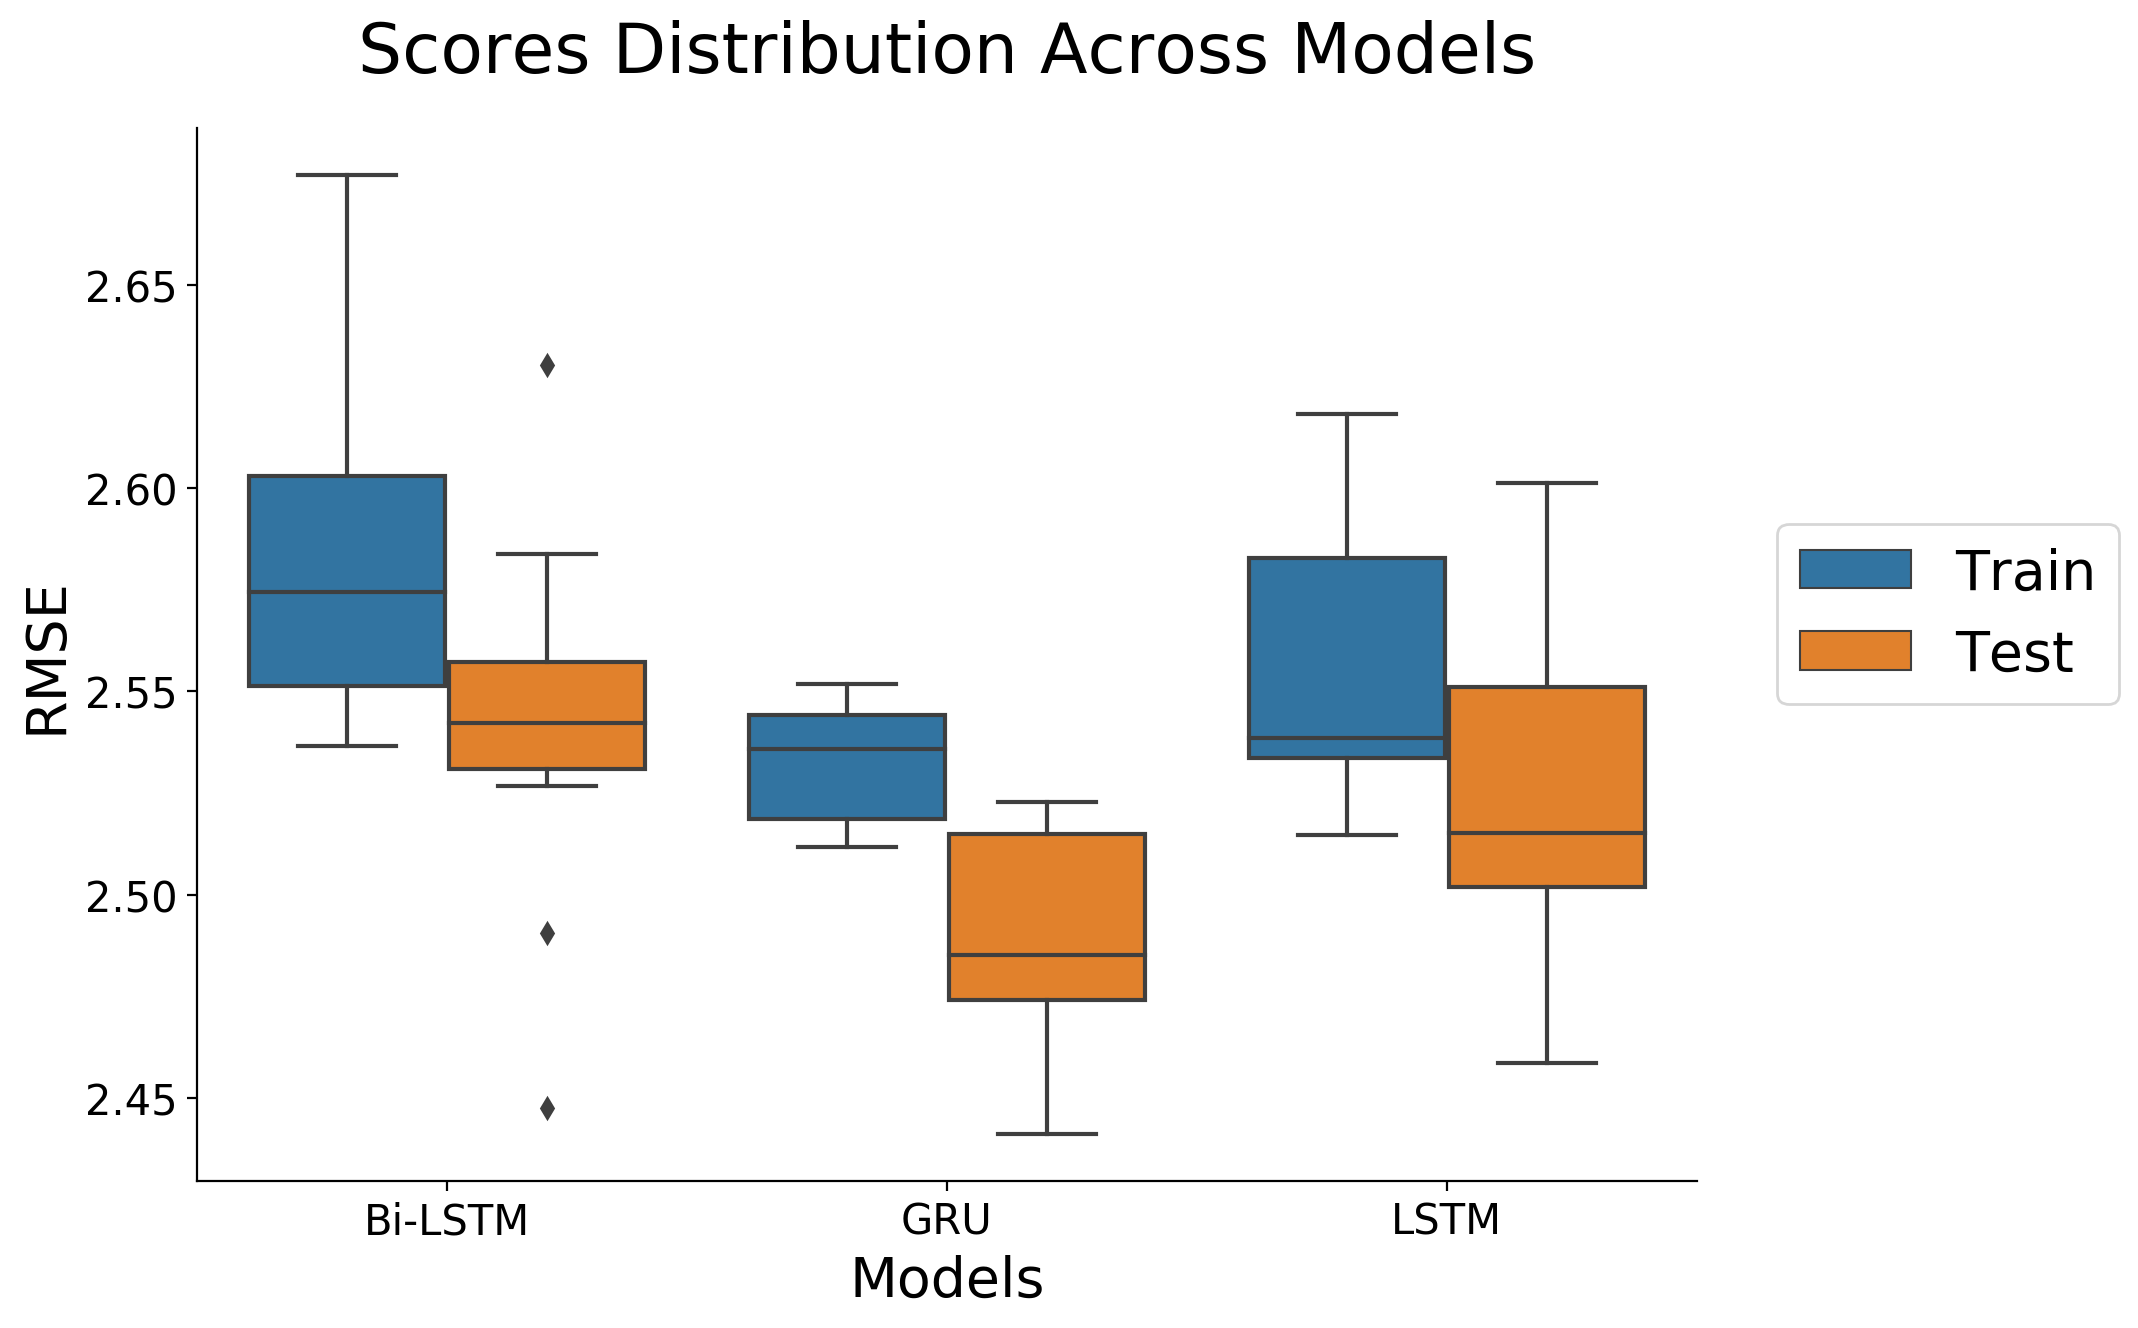 Scores Distribution Across Models
RMSE
2.65
2.60
2.55
2.50
2.45
Bi-LSTM
GRU
LSTM
Models
Train
Test